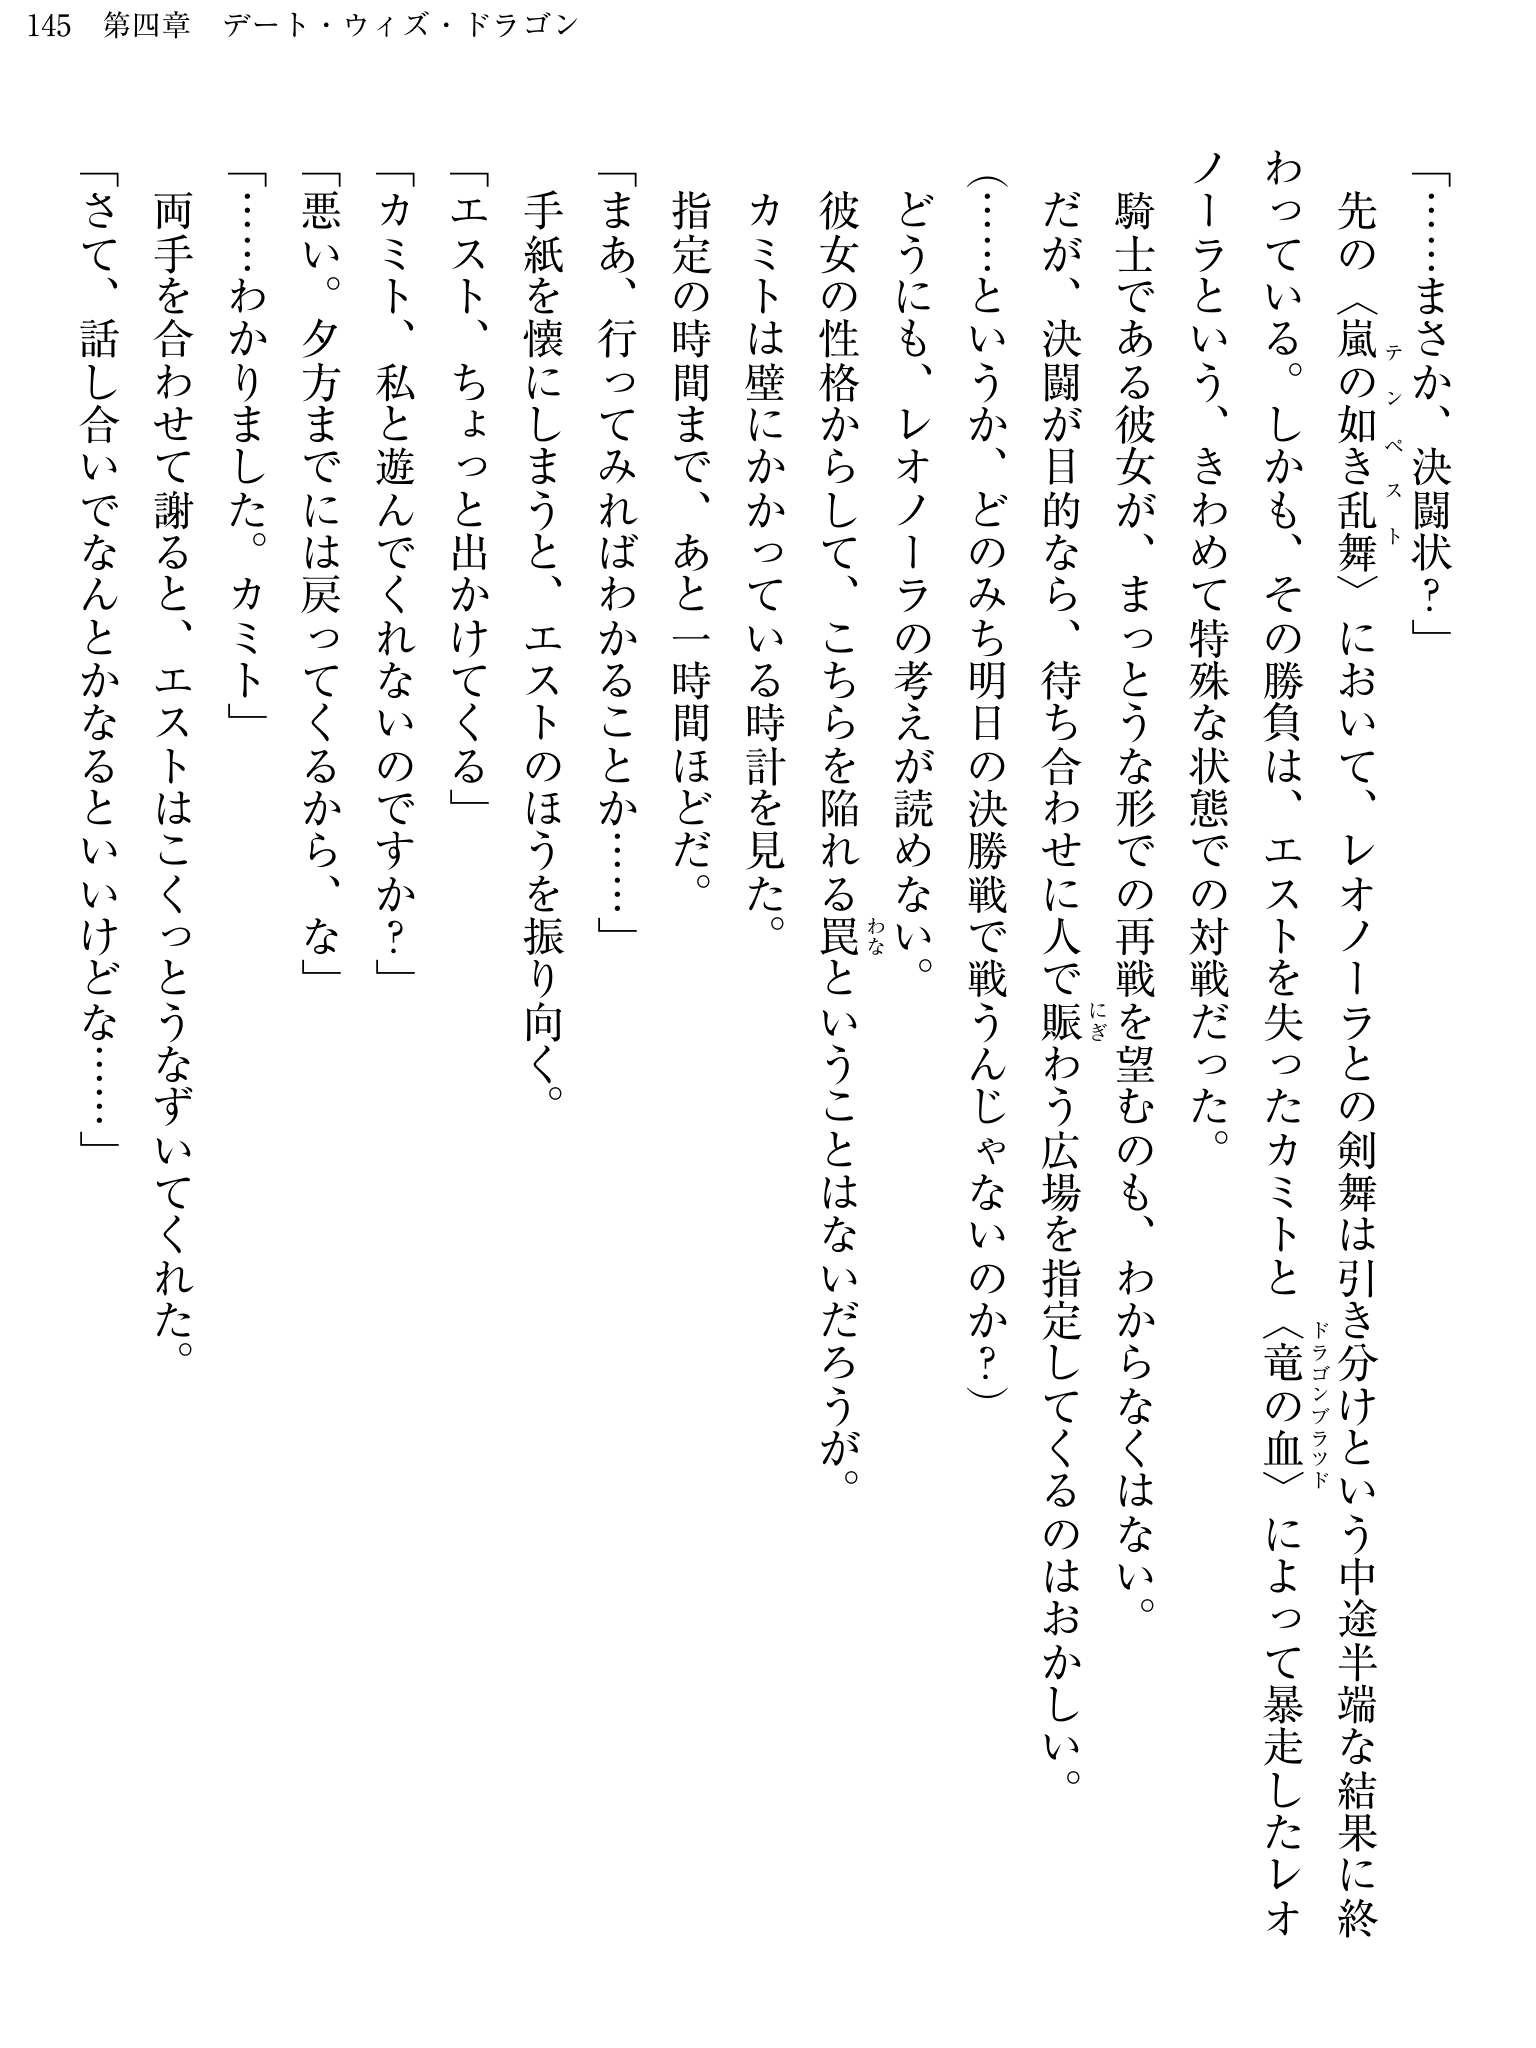 145　第四章　デート・ウィズ・ドラゴン
「……まさか、決闘状？」
　先の〈嵐の如き乱舞〉において、レオノーラとの剣舞は引き分けという中途半端な結果に終
テンペスト
わっている。しかも、その勝負は、エストを失ったカミトと〈竜の血〉によって暴走したレオ
ドラゴンブラッド
ノーラという、きわめて特殊な状態での対戦だった。
　騎士である彼女が、まっとうな形での再戦を望むのも、わからなくはない。
　だが、決闘が目的なら、待ち合わせに人で賑わう広場を指定してくるのはおかしい。
にぎ
（……というか、どのみち明日の決勝戦で戦うんじゃないのか？）
　どうにも、レオノーラの考えが読めない。
　彼女の性格からして、こちらを陥れる罠ということはないだろうが。
わな
　カミトは壁にかかっている時計を見た。
　指定の時間まで、あと一時間ほどだ。
「まあ、行ってみればわかることか……」
　手紙を懐にしまうと、エストのほうを振り向く。
「エスト、ちょっと出かけてくる」
「カミト、私と遊んでくれないのですか？」
「悪い。夕方までには戻ってくるから、な」
「……わかりました。カミト」
　両手を合わせて謝ると、エストはこくっとうなずいてくれた。
「さて、話し合いでなんとかなるといいけどな……」